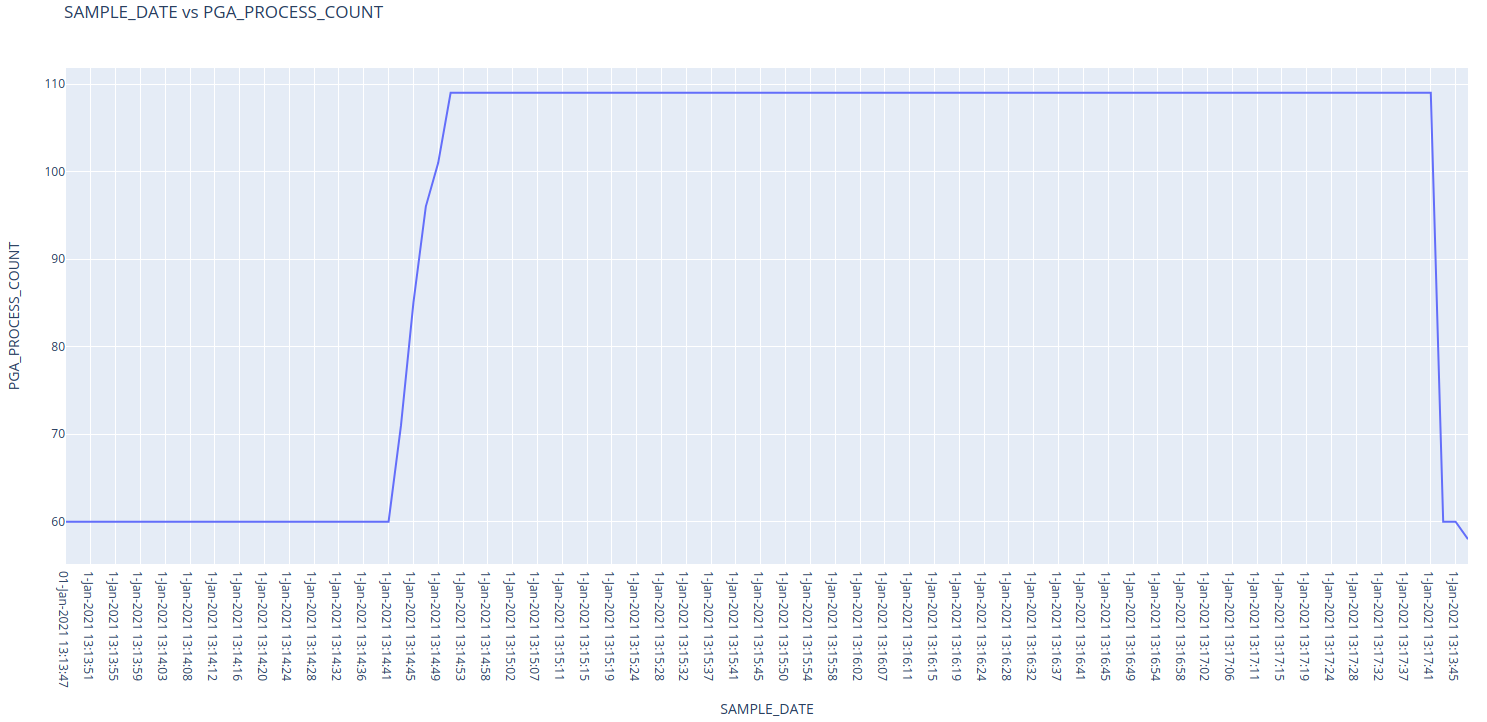 SAMPLE_DATE vs PGA_PROCESS_COUNT
110
100
90
80
70
60
PGA_PROCESS_COUNT
01-Jan-2021 13:13:47
1-Jan-2021 13:13:51
1-Jan-2021 13:13:55
1-Jan-2021 13:13:59
1-Jan-2021 13:14:03
1-Jan-2021 13:14:08
1-Jan-2021 13:14:12
1-Jan-2021 13:14:16
1-Jan-2021 13:14:20
1-Jan-2021 13:14:24
1-Jan-2021 13:14:28
1-Jan-2021 13:14:32
1-Jan-2021 13:14:36
1-Jan-2021 13:14:41
1-Jan-2021 13:14:45
1-Jan-2021 13:14:49
1-Jan-2021 13:14:53
1-Jan-2021 13:14:58
1-Jan-2021 13:15:02
1-Jan-2021 13:15:07
1-Jan-2021 13:15:11
1-Jan-2021 13:15:15
1-Jan-2021 13:15:19
1-Jan-2021 13:15:24
1-Jan-2021 13:15:28
1-Jan-2021 13:15:32
1-Jan-2021 13:15:37
1-Jan-2021 13:15:41
1-Jan-2021 13:15:45
1-Jan-2021 13:15:50
1-Jan-2021 13:15:54
1-Jan-2021 13:15:58
1-Jan-2021 13:16:02
1-Jan-2021 13:16:07
1-Jan-2021 13:16:11
1-Jan-2021 13:16:15
1-Jan-2021 13:16:19
1-Jan-2021 13:16:24
1-Jan-2021 13:16:28
1-Jan-2021 13:16:32
1-Jan-2021 13:16:37
1-Jan-2021 13:16:41
1-Jan-2021 13:16:45
1-Jan-2021 13:16:49
1-Jan-2021 13:16:54
1-Jan-2021 13:16:58
1-Jan-2021 13:17:02
1-Jan-2021 13:17:06
1-Jan-2021 13:17:11
1-Jan-2021 13:17:15
1-Jan-2021 13:17:19
1-Jan-2021 13:17:24
1-Jan-2021 13:17:28
1-Jan-2021 13:17:32
1-Jan-2021 13:17:37
1-Jan-2021 13:17:41
1-Jan-2021 13:13:45
SAMPLE_DATE